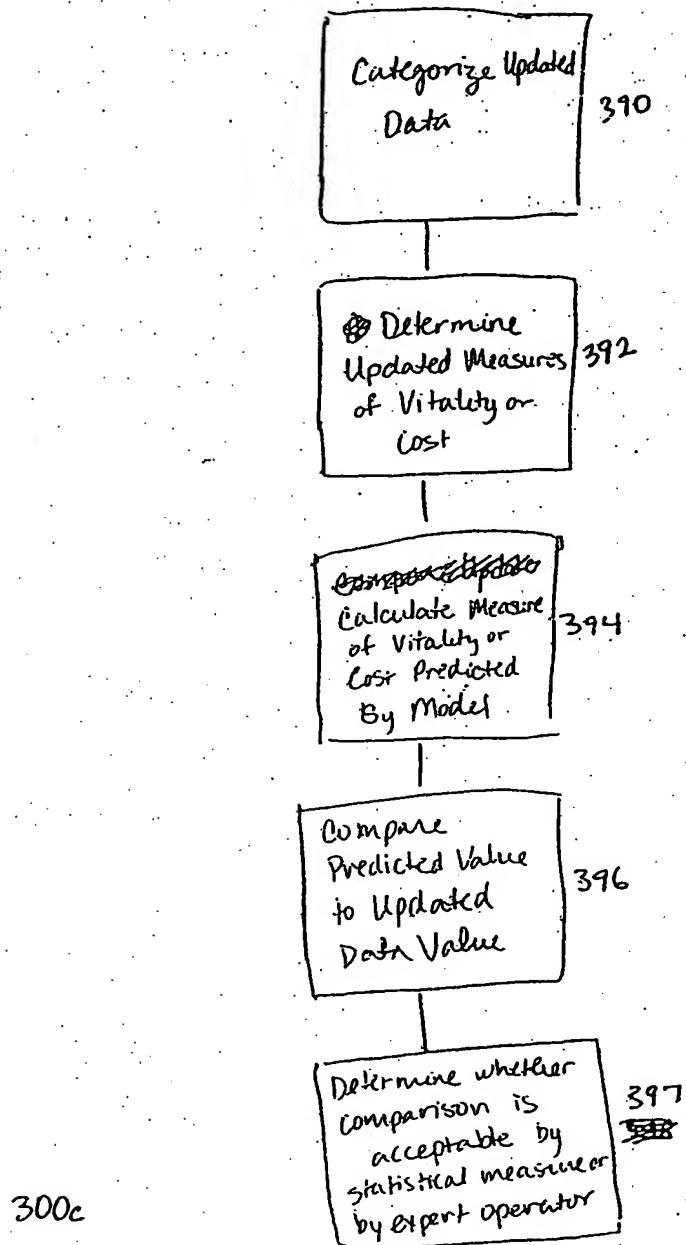 Categorize Updated
Data
390
Determine
Updated Measures
of Vitality or
Cost
392
Calculate Measure
of Vitality or
Cost Predicted
By Model
394
Compare
Predicted Value
to Updated
Data Value
396
Determine whether
comparison is
acceptable by
statistical measure or
by expert operator
397
300c